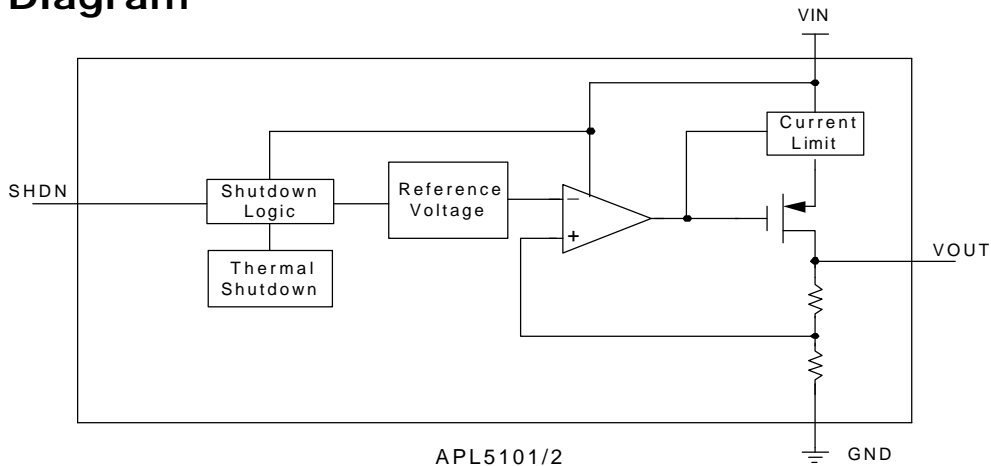 Diagram
VIN
Current
Limit
SHDN
Shutdown
Logic
Reference
Voltage
−
+
Thermal
Shutdown
VOUT
APL5101/2
GND